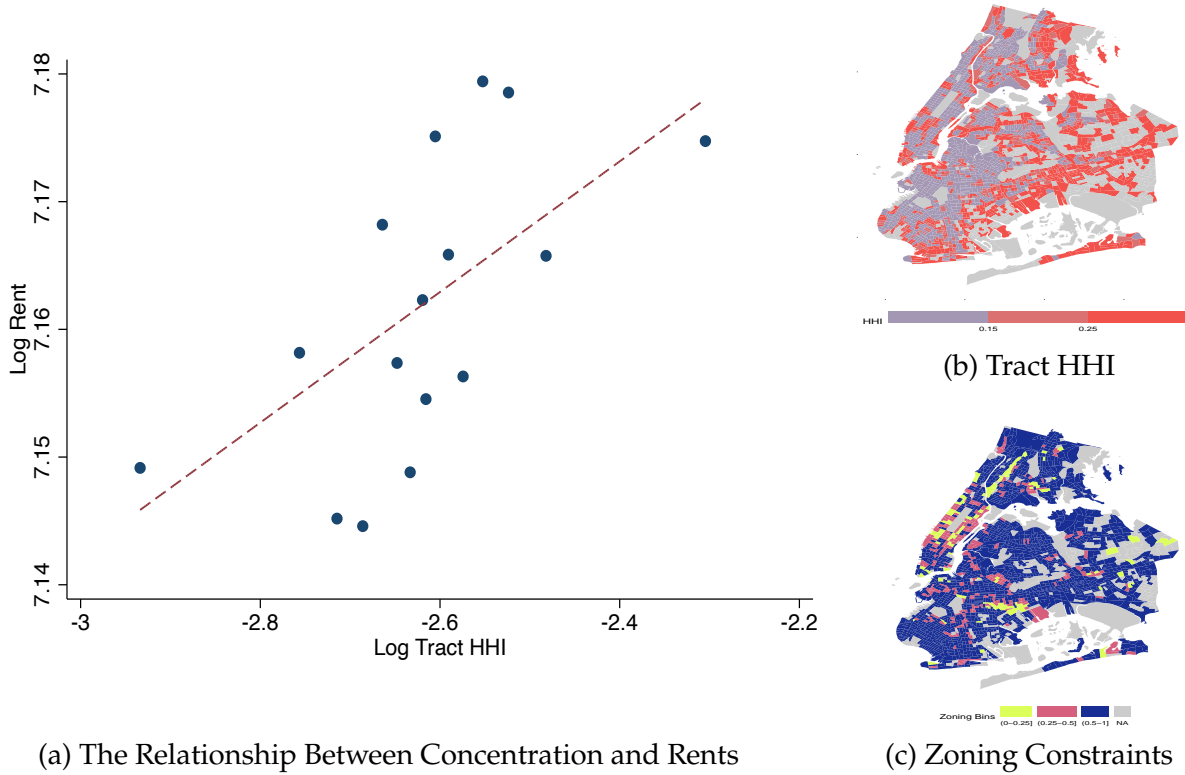 7.18
7.17
7.16
7.15
7.14
Log Rent
-3
-2.8
-2.6
-2.4
-2.2
Log Tract HHI
(a) The Relationship Between Concentration and Rents
HHI
0.15
0.25
(b) Tract HHI
Zoning Bins
(0-0.25]
(0.25-0.5]
(0.5-1]
NA
(c) Zoning Constraints